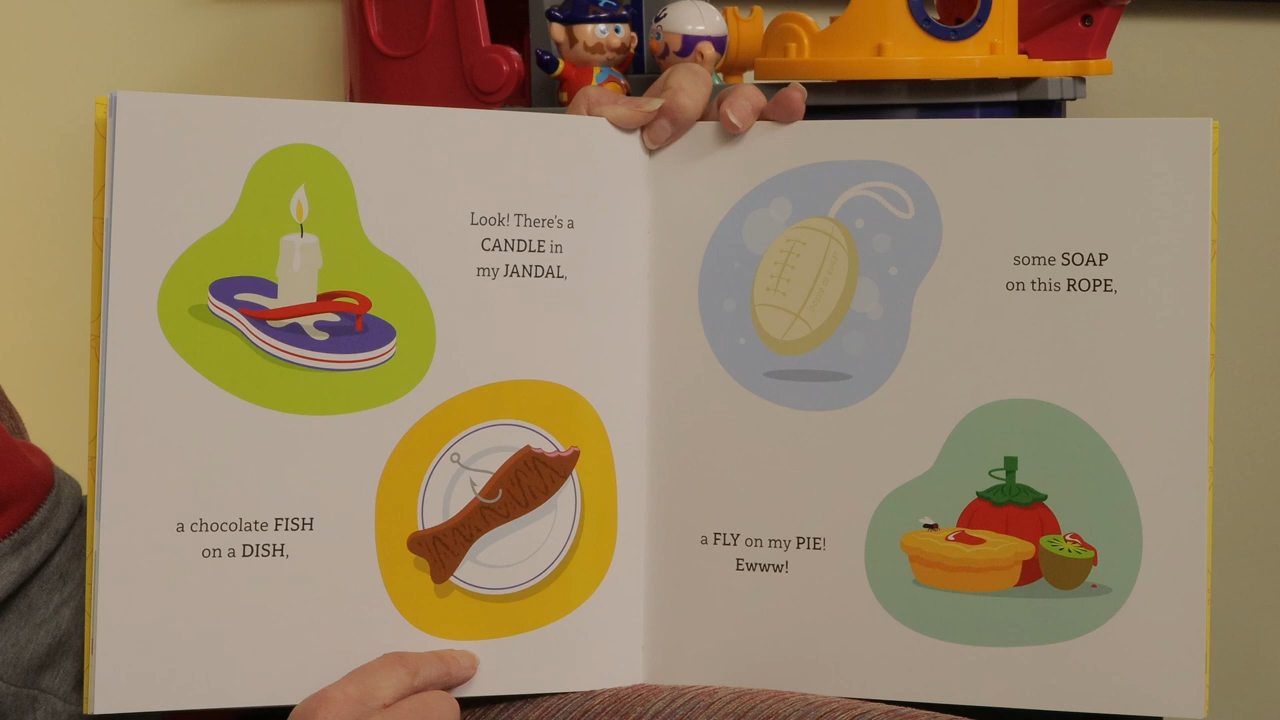 Look! There's a
CANDLE in
my JANDAL,
a chocolate FISH
on a DISH,
some SOAP
on this ROPE,
a FLY on my PIE!
Ewww!